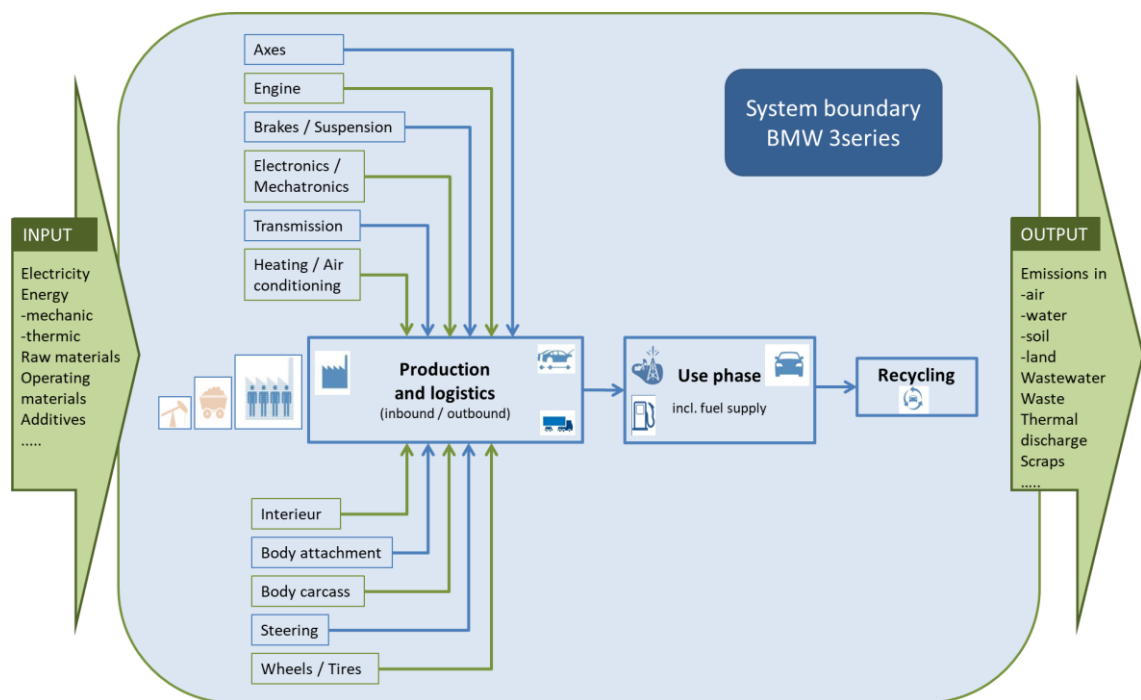 Axes
Engine
Brakes / Suspension
Electronics /
Mechatronics
Transmission
Heating / Air
conditioning
System boundary
BMW 3series
INPUT
Electricity
Energy
-mechanic
-thermic
Raw materials
Operating
materials
Additives
.....
Production
and logistics
(inbound / outbound)
Use phase
incl. fuel supply
Recycling
Interieur
Body attachment
Body carcass
Steering
Wheels / Tires
OUTPUT
Emissions in
-air
-water
-soil
-land
Wastewater
Waste
Thermal
discharge
Scraps
.....